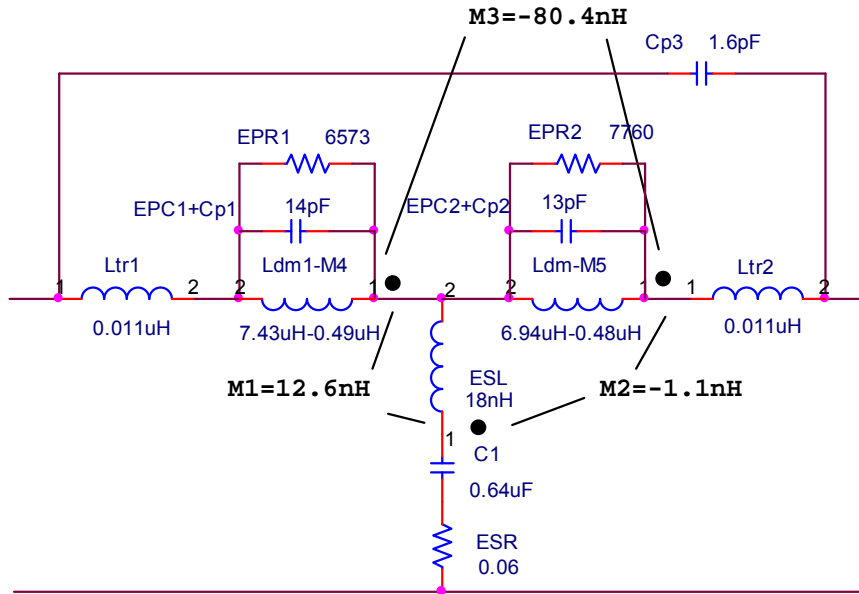 M3=-80.4nH
Cp3 1.6pF
EPR1 6573
EPR2 7760
EPC1+Cp1 14pF
EPC2+Cp2 13pF
Ltr1 Ldm1-M4 Ldm-M5 Ltr2
1 2 2 1 2 2 1 1 2
0.011uH 7.43uH-0.49uH 6.94uH-0.48uH 0.011uH
M1=12.6nH ESL M2=-1.1nH
18nH
1
C1
0.64uF
ESR
0.06